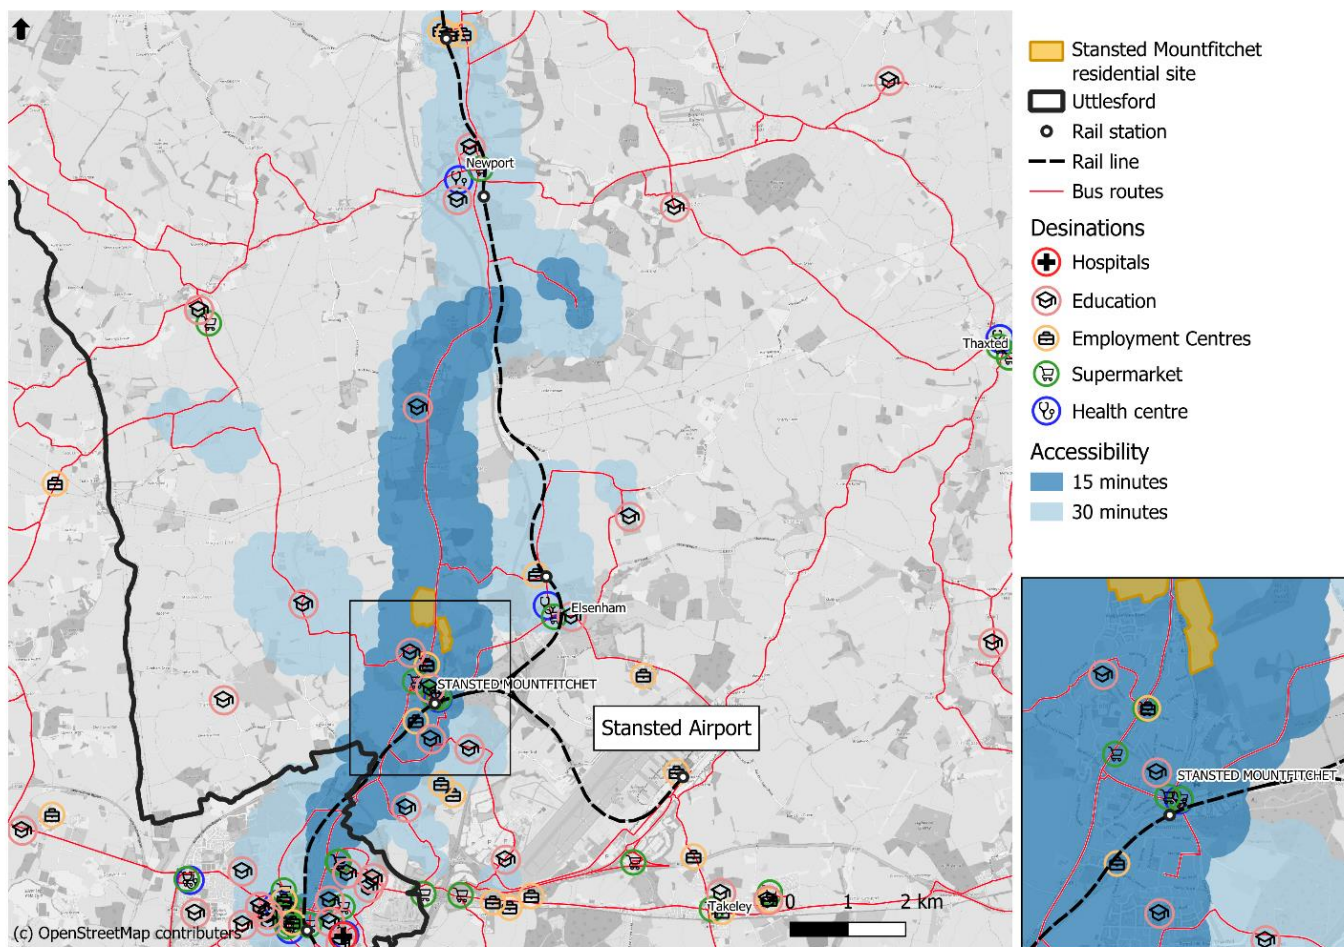 Newport
Thaxted
Elsenham
STANSTED MOUNTFITCHET
Stansted Airport
Takeley
0 1 2 km
(c) OpenStreetMap contributers
Stansted Mountfitchet
residential site
Uttlesford
Rail station
Rail line
Bus routes
Desinations
Hospitals
Education
Employment Centres
Supermarket
Health centre
Accessibility
15 minutes
30 minutes
STANSTED MOUNTFITCHET